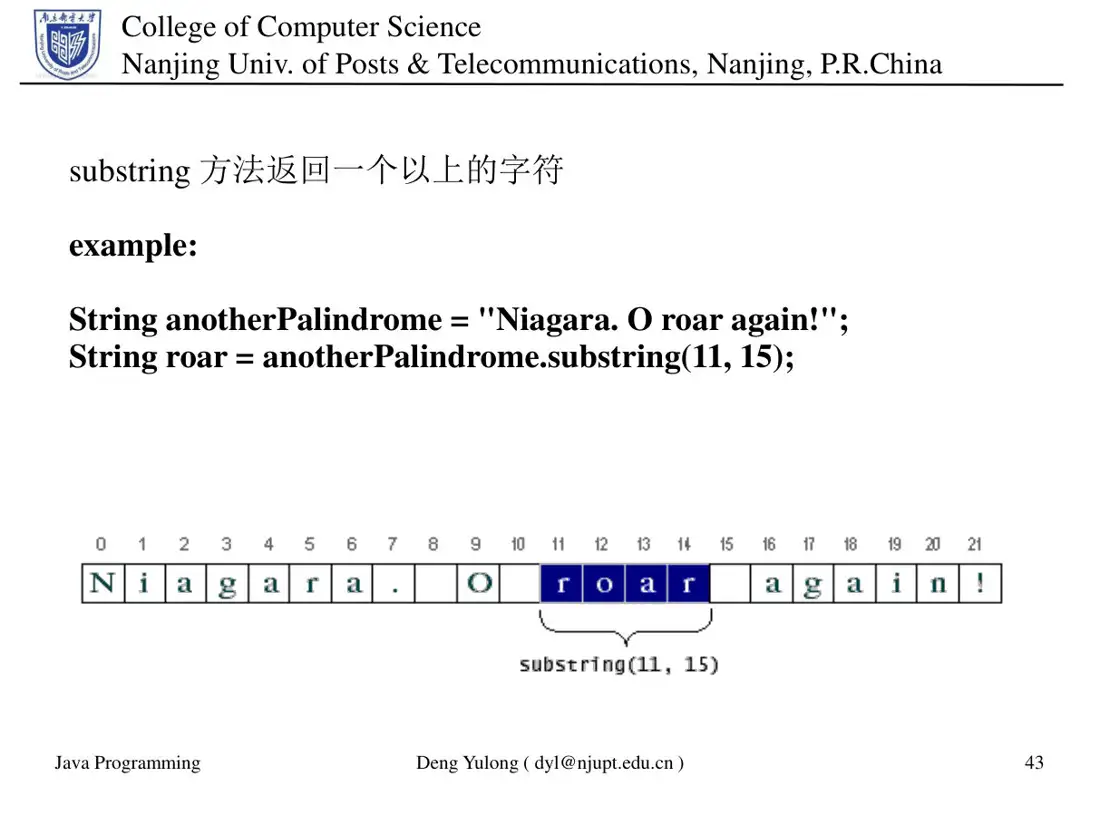 College of Computer Science
Nanjing Univ. of Posts & Telecommunications, Nanjing, P.R.China
substring 方法返回一个以上的字符
example:
String anotherPalindrome = "Niagara. O roar again!";
String roar = anotherPalindrome.substring(11, 15);
0 1 2 3 4 5 6 7 8 9 10 11 12 13 14 15 16 17 18 19 20 21
N i a g a r a . O r o a r a g a i n !
substring(11, 15)
Java Programming
Deng Yulong ( dyl@njupt.edu.cn )
43